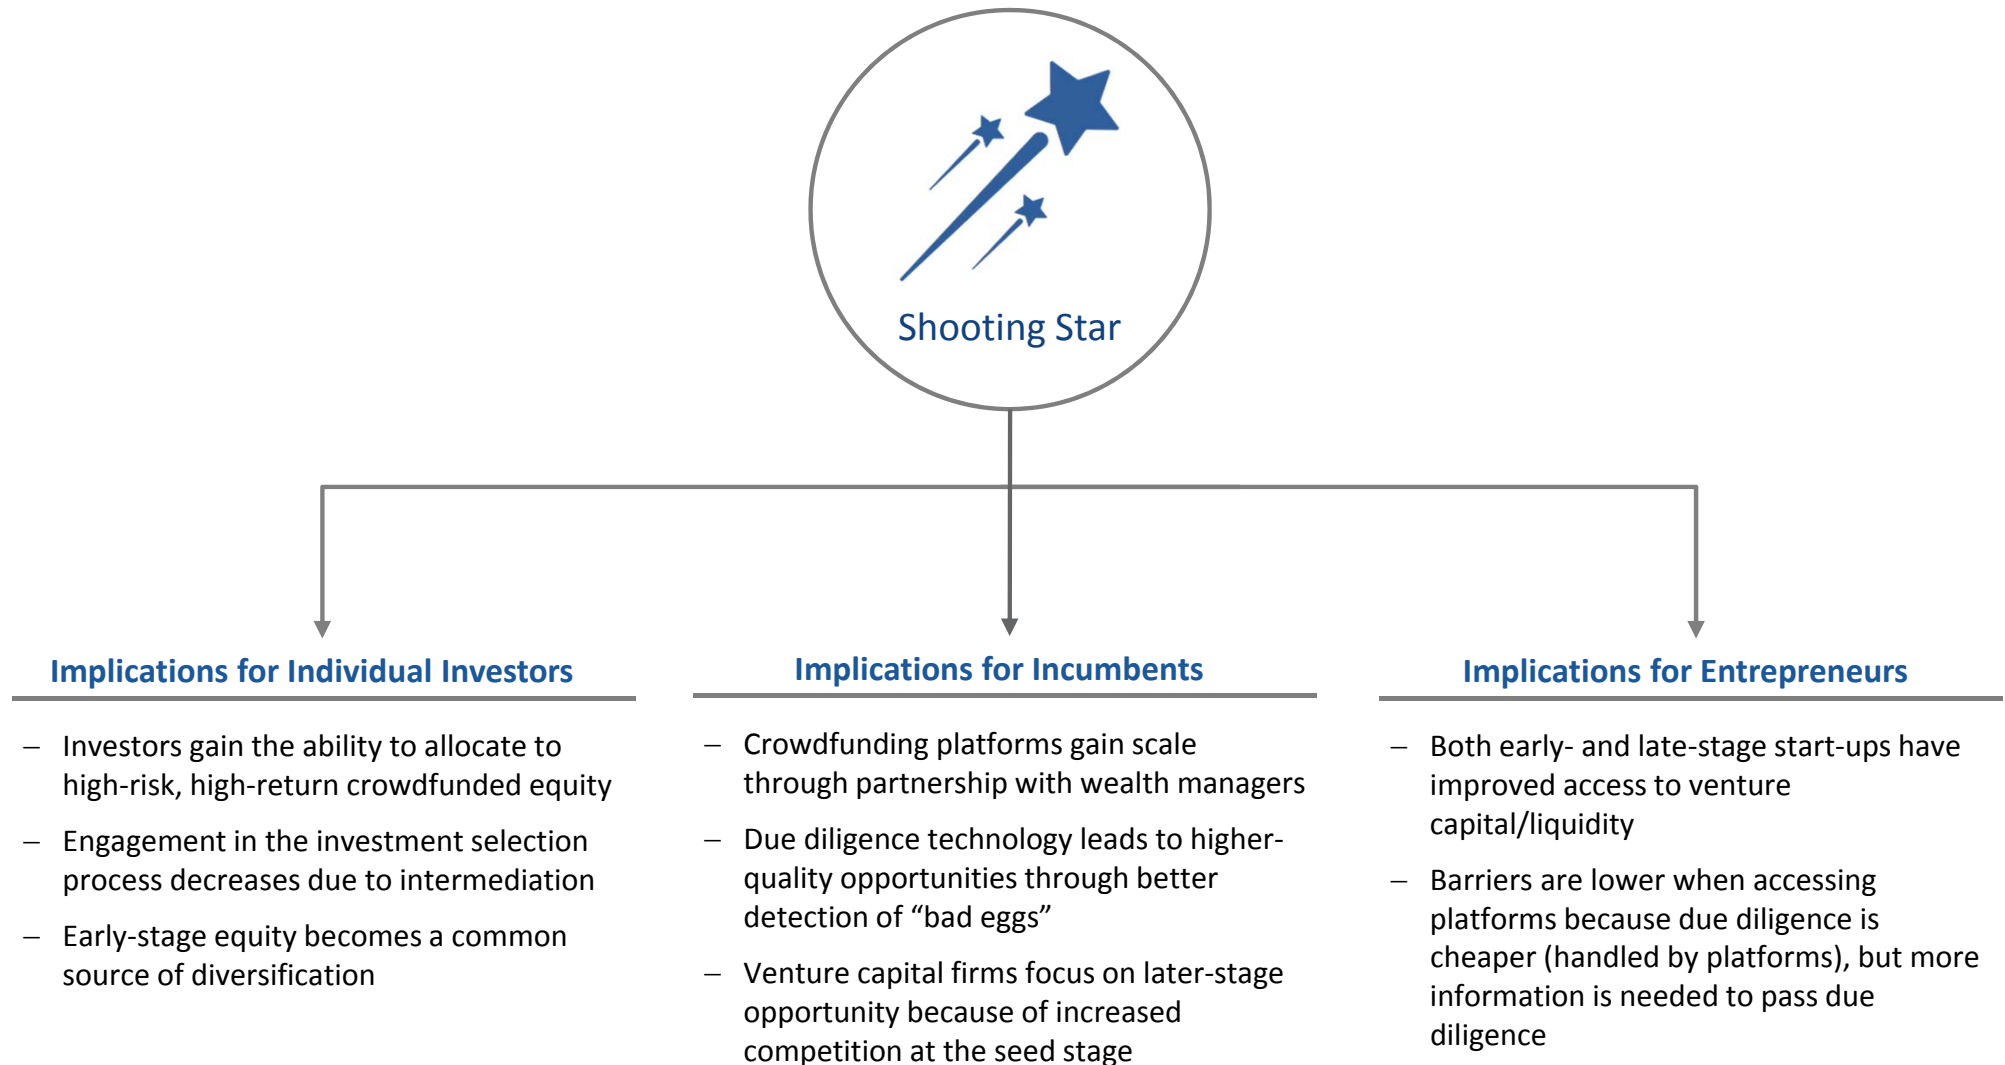 Shooting Star
Implications for Individual Investors
– Investors gain the ability to allocate to
high-risk, high-return crowdfunded equity
– Engagement in the investment selection
process decreases due to intermediation
– Early-stage equity becomes a common
source of diversification
Implications for Incumbents
– Crowdfunding platforms gain scale
through partnership with wealth managers
– Due diligence technology leads to higher-
quality opportunities through better
detection of “bad eggs”
– Venture capital firms focus on later-stage
opportunity because of increased
competition at the seed stage
Implications for Entrepreneurs
– Both early- and late-stage start-ups have
improved access to venture
capital/liquidity
– Barriers are lower when accessing
platforms because due diligence is
cheaper (handled by platforms), but more
information is needed to pass due
diligence